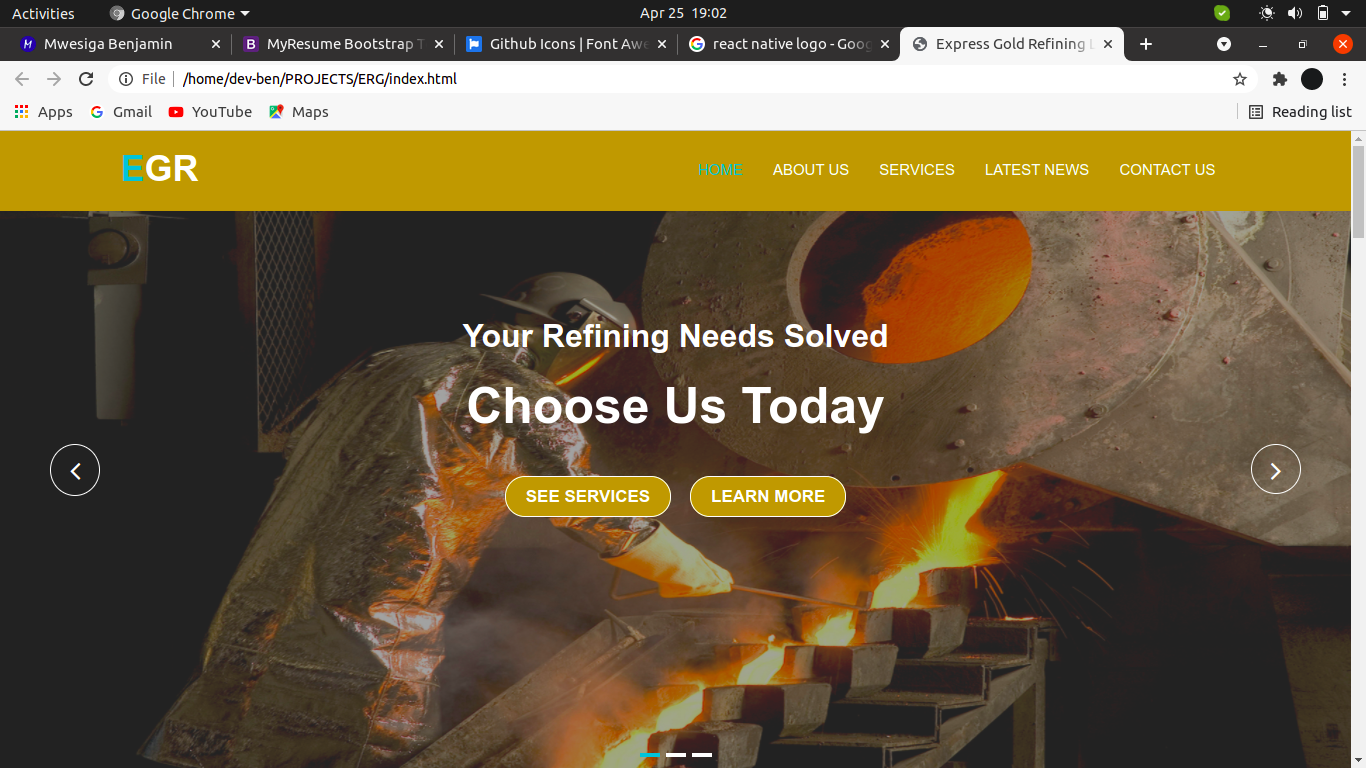 Activities Google Chrome Apr 25 19:02
Mwesiga Benjamin MyResume Bootstrap T Github Icons | Font Awe react native logo - Goog Express Gold Refining
File /home/dev-ben/PROJECTS/ERG/index.html
Apps Gmail YouTube Maps Reading list
EGR HOME ABOUT US SERVICES LATEST NEWS CONTACT US
Your Refining Needs Solved
Choose Us Today
SEE SERVICES LEARN MORE